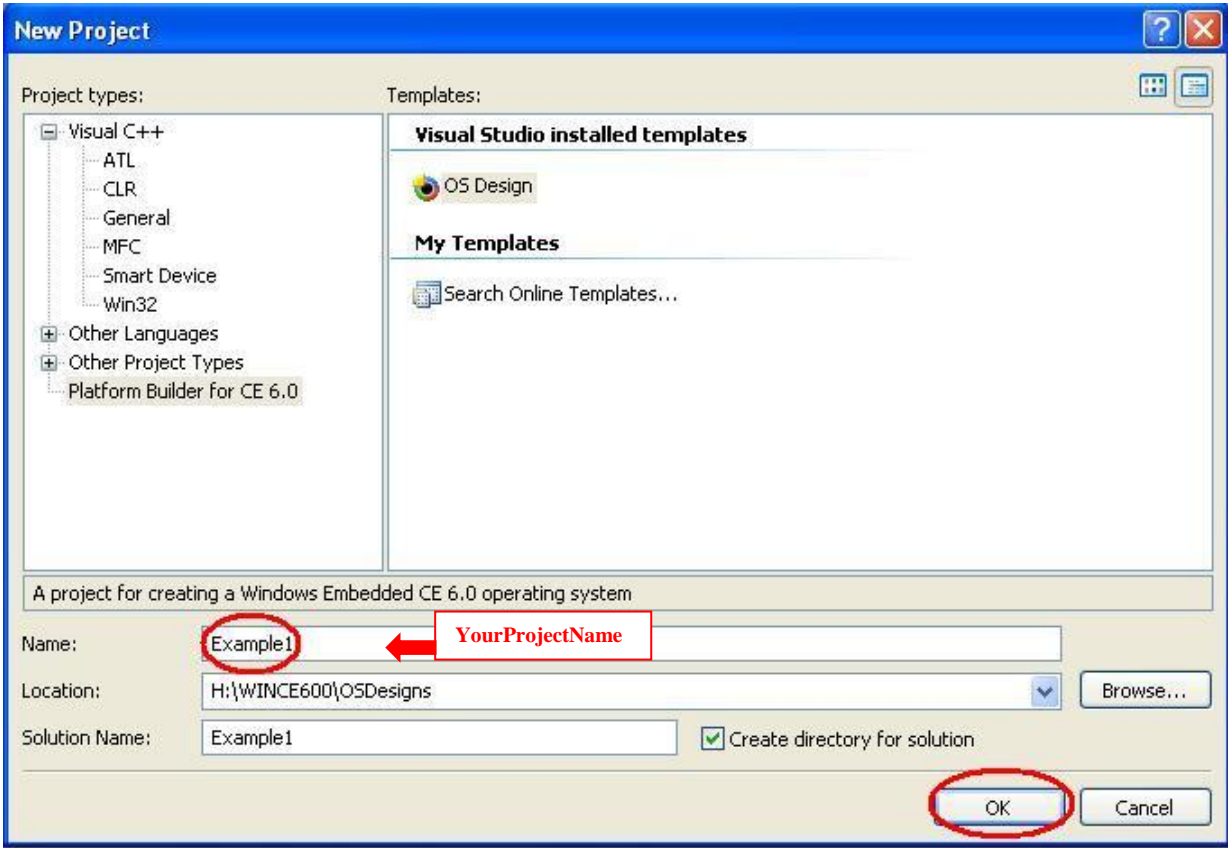 New Project
Project types:
Templates:
Visual C++
ATL
CLR
General
MFC
Smart Device
Win32
Other Languages
Other Project Types
Platform Builder for CE 6.0
Visual Studio installed templates
OS Design
My Templates
Search Online Templates...
A project for creating a Windows Embedded CE 6.0 operating system
Name:
Example1
YourProjectName
Location:
H:\WINCE600\OSDesigns
Browse...
Solution Name:
Example1
Create directory for solution
OK
Cancel